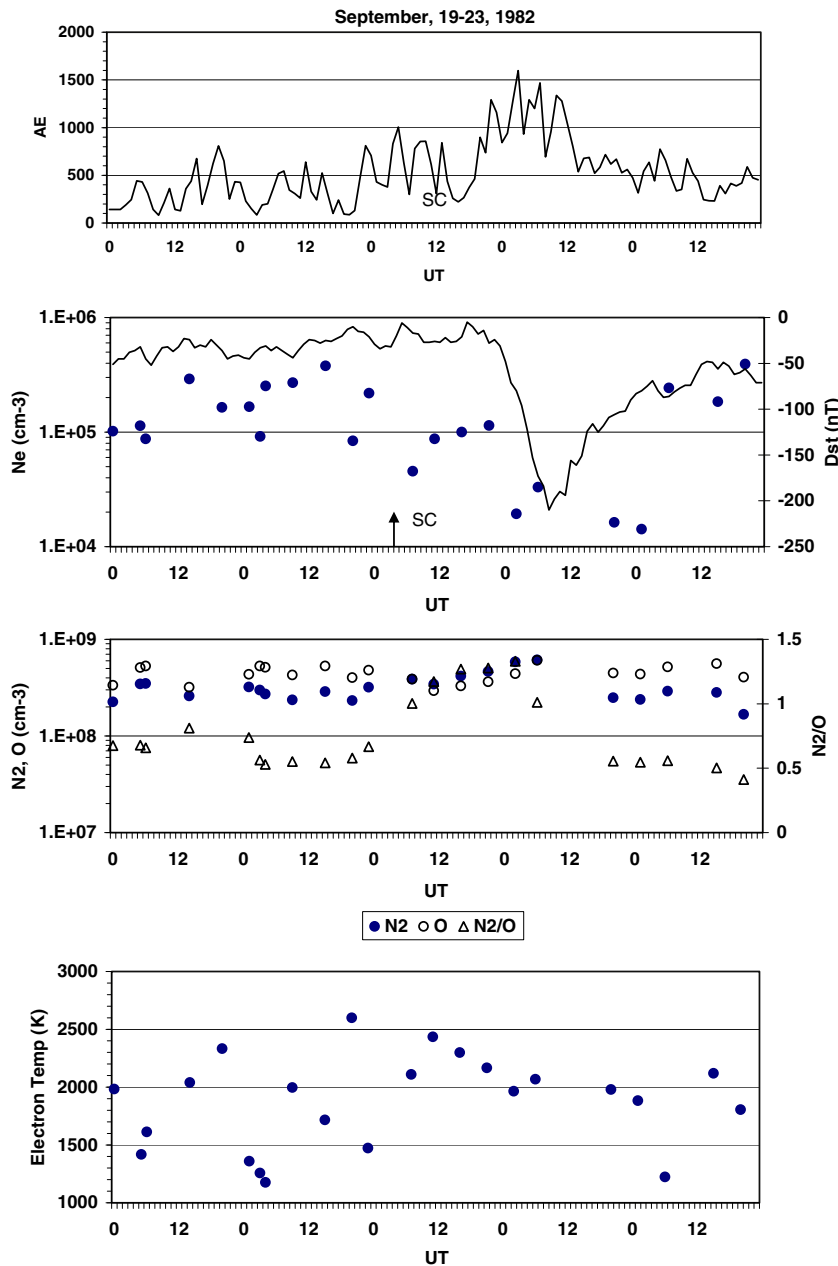 September, 19-23, 1982
2000
1500
1000
500
0
AE
SC
0 12 0 12 0 12 0 12 0 12
UT
1.E+06
1.E+05
1.E+04
Ne (cm-3)
0
-50
-100
-150
-200
-250
Dst (nT)
SC
0 12 0 12 0 12 0 12 0 12
UT
1.E+09
1.E+08
1.E+07
N2, O (cm-3)
1.5
1
0.5
0
N2/O
0 12 0 12 0 12 0 12 0 12
UT
N2 O N2/O
3000
2500
2000
1500
1000
Electron Temp (K)
0 12 0 12 0 12 0 12 0 12
UT